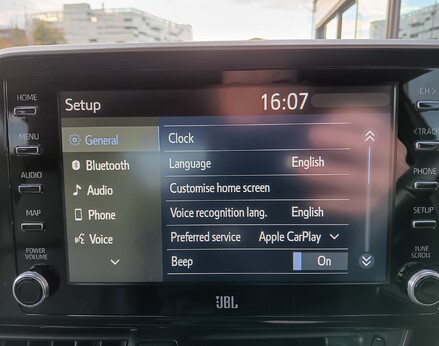 Setup 16:07
General
Bluetooth
Audio
Phone
Voice
Clock
Language English
Customise home screen
Voice recognition lang. English
Preferred service Apple CarPlay
Beep On
HOME
MENU
AUDIO
MAP
POWER
VOLUME
CH >
< TRACK
PHONE
SETUP
TUNE
SCROLL
JBL